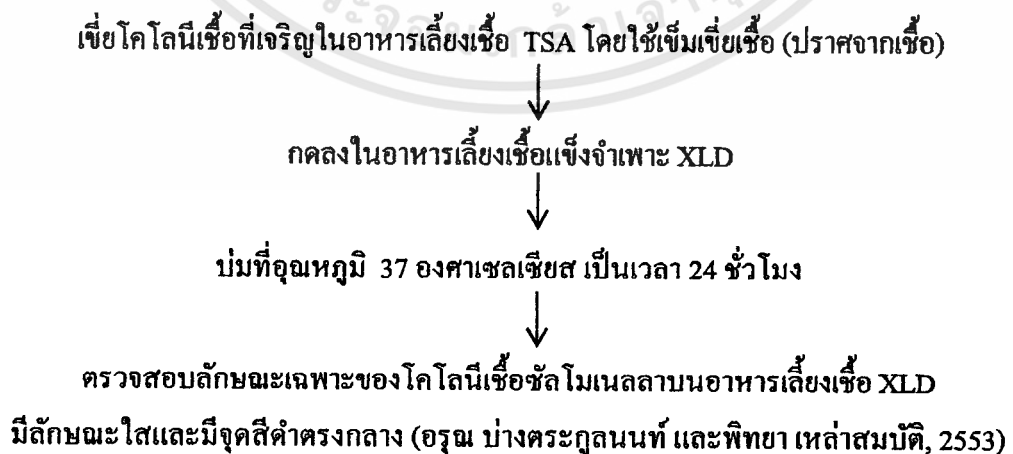 เขี่ยโคโลนีเชื้อที่เจริญในอาหารเลี้ยงเชื้อ TSA โดยใช้เข็มเขี่ยเชื้อ (ปราศจากเชื้อ)
กดลงในอาหารเลี้ยงเชื้อแข็งจำเพาะ XLD
บ่มที่อุณหภูมิ 37 องศาเซลเซียส เป็นเวลา 24 ชั่วโมง
ตรวจสอบลักษณะเฉพาะของโคโลนีเชื้อซัลโมเนลลาบนอาหารเลี้ยงเชื้อ XLD
มีลักษณะใสและมีจุดสีดำตรงกลาง (อรุณ บ่างตระกูลนนท์ และพิทยา เหล่าสมบัติ, 2553)